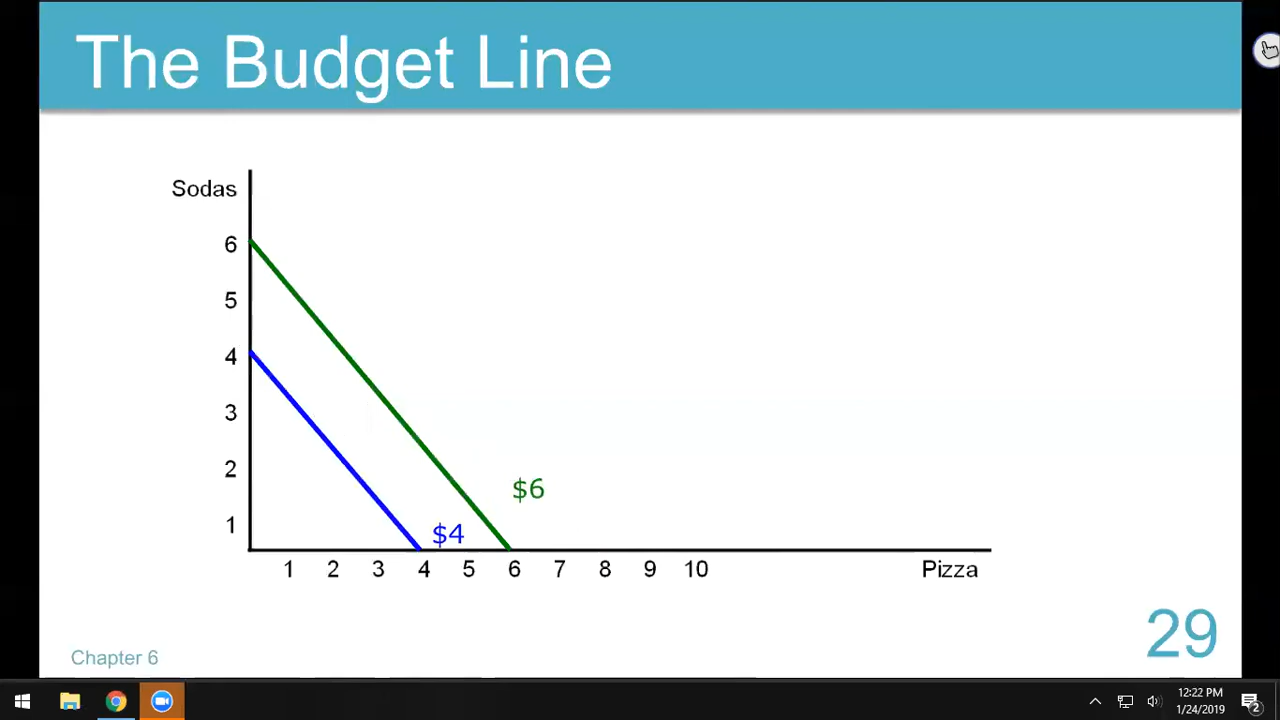 The Budget Line
Sodas
6
5
4
3
2
1
$6
$4
1 2 3 4 5 6 7 8 9 10 Pizza
29
Chapter 6
12:22 PM
1/24/2019
2